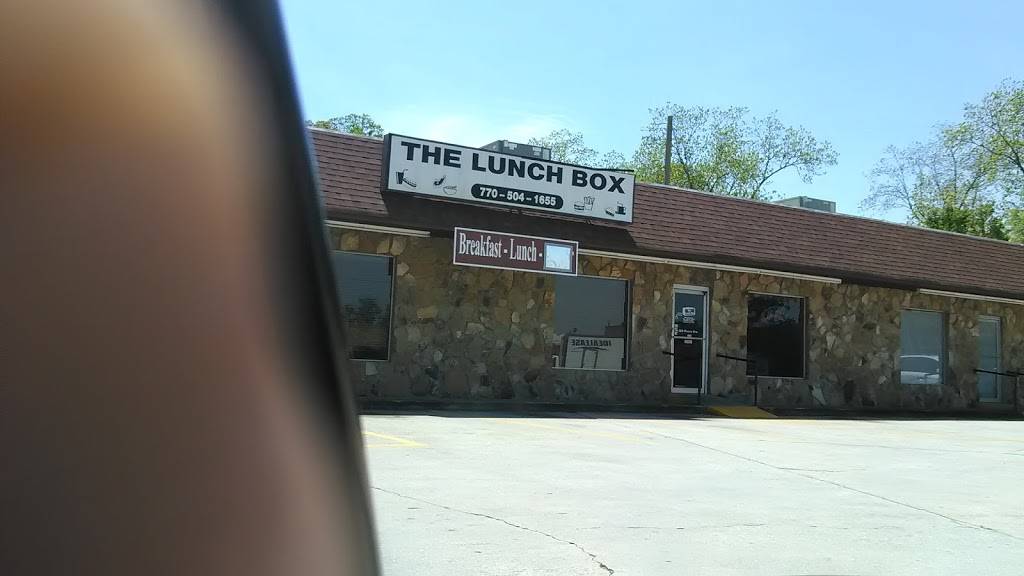 THE LUNCH BOX
770-504-1655
Breakfast - Lunch -